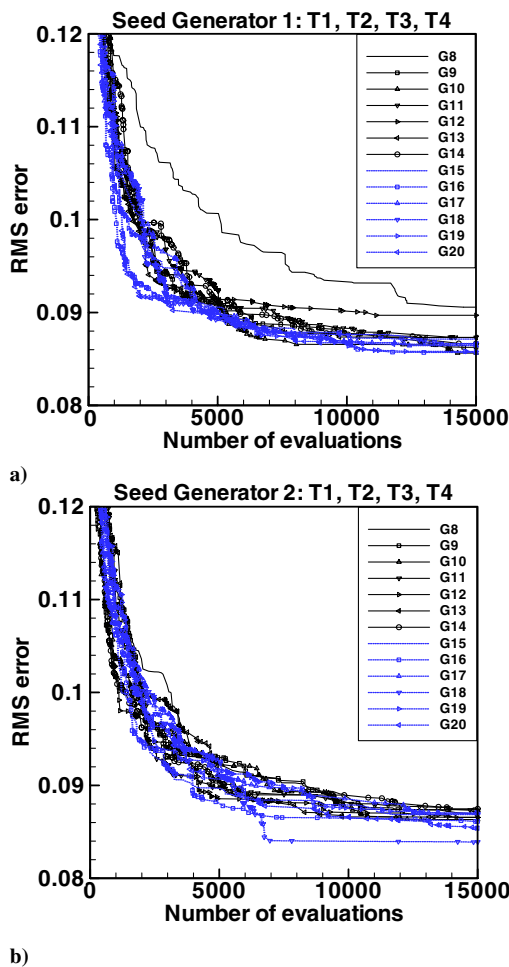 Seed Generator 1: T1, T2, T3, T4
0.12
0.11
0.1
0.09
0.08
RMS error
G8
G9
G10
G11
G12
G13
G14
G15
G16
G17
G18
G19
G20
0 5000 10000 15000
Number of evaluations
a)
Seed Generator 2: T1, T2, T3, T4
0.12
0.11
0.1
0.09
0.08
RMS error
G8
G9
G10
G11
G12
G13
G14
G15
G16
G17
G18
G19
G20
0 5000 10000 15000
Number of evaluations
b)